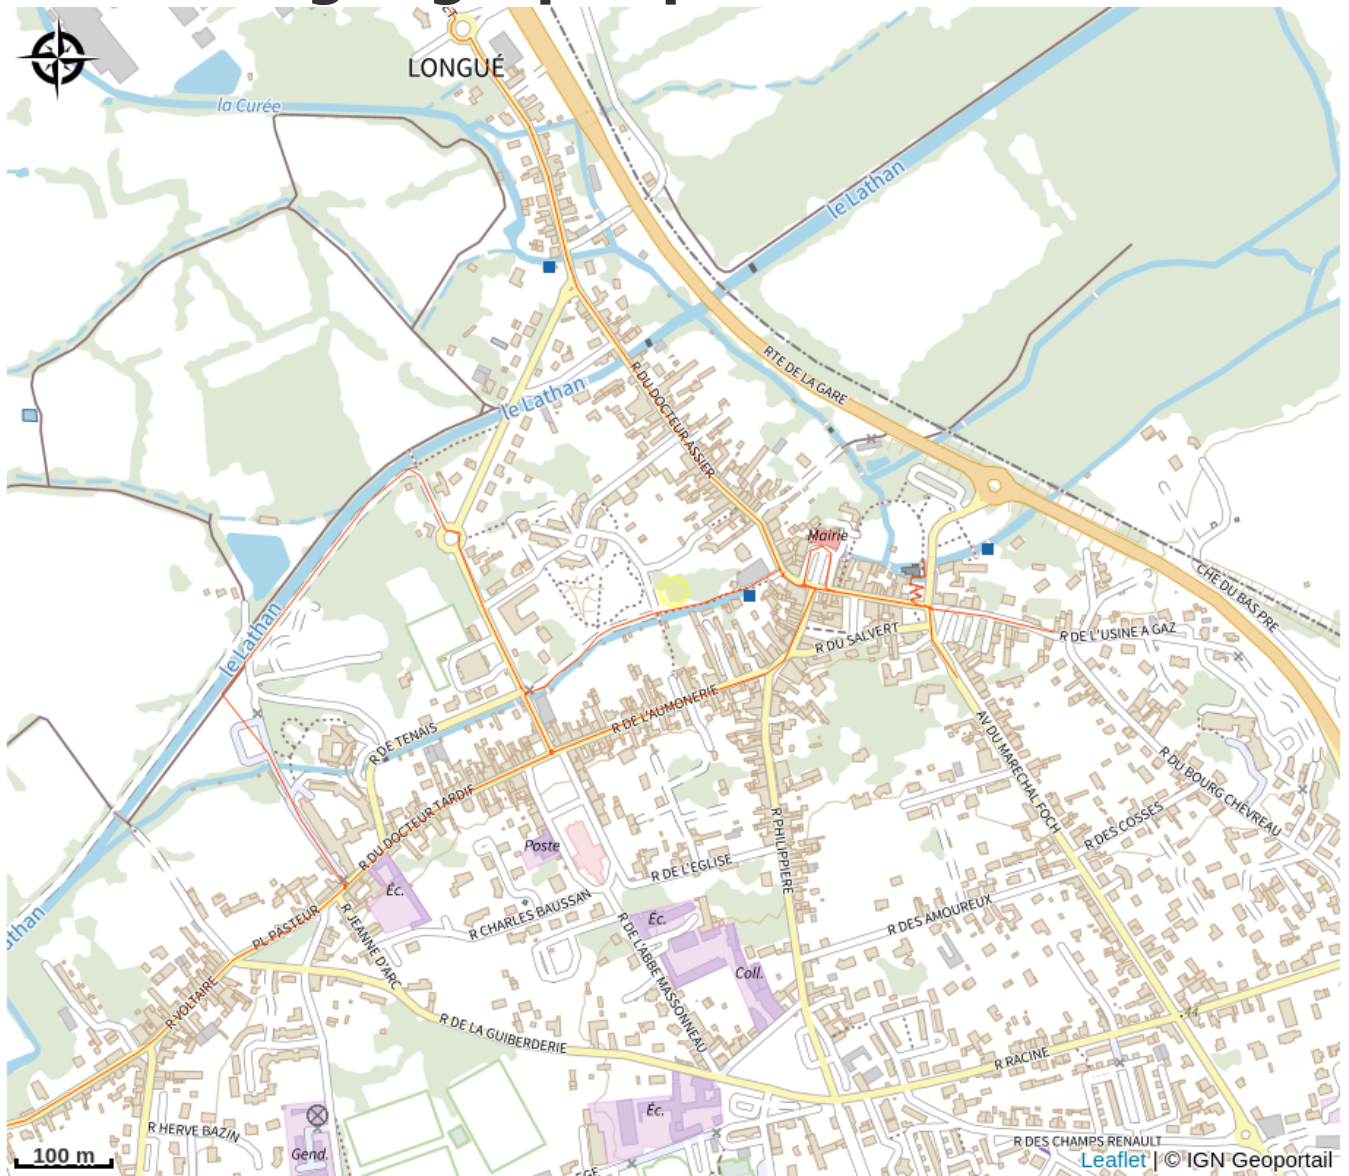 LONGUÉ
la Curée
le Lathan
RTE DE LA GARE
le Lathan
R DU DOCTEUR ASSIER
Mairie
CHE DU BAS PRE
le Lathan
R DU SALVERT
R DE L'USINE A GAZ
R DE L'AUMONERIE
R DE TENAIS
AV DU MARECHAL FOCH
R DU BOURG CHEVREAU
R DU DOCTEUR TARDIF
R PHILIPPIERE
R DES COSSES
Poste
R DE L'EGLISE
Éc.
R CHARLES BAUSSAN
R DES AMOUREUX
PL PASTEUR
R JEANNE D'ARC
Éc.
R DE L'ABBE MASSONNEAU
Coll.
R VOLTAIRE
R DE LA GUIBERDERIE
44
R RACINE
Éc.
R HERVE BAZIN
Gend.
R DES CHAMPS RENAULT
100 m
Leaflet | © IGN Geoportail